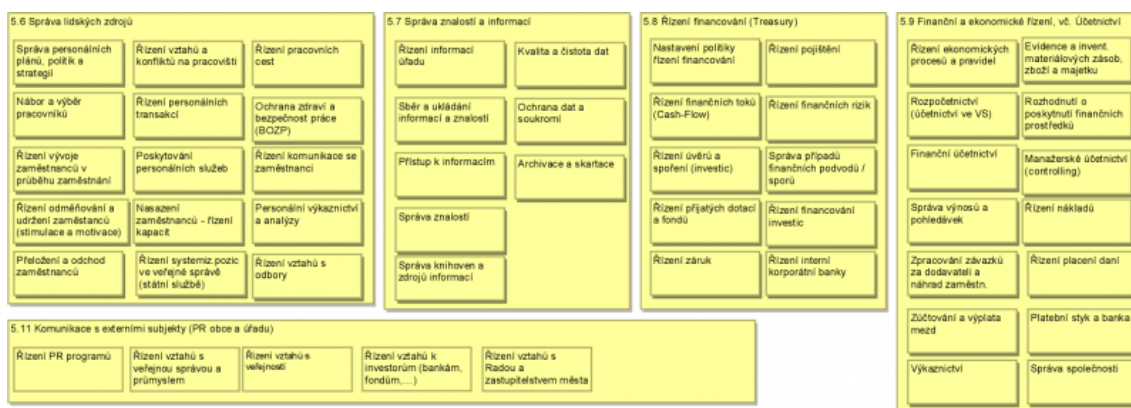 5.6 Správa lidských zdrojů
Správa personálních
plánů, politik a
strategií
Řízení vztahů a
konfliktů na pracovišti
Řízení pracovních
cest
Nábor a výběr
pracovníků
Řízení personálních
transakcí
Ochrana zdraví a
bezpečnost práce
(BOZP)
Řízení vývoje
zaměstnanců v
průběhu zaměstnání
Poskytování
personálních služeb
Řízení komunikace se
zaměstnanci
Řízení odměňování a
udržení zaměstanců
(stimulace a motivace)
Nasazení
zaměstnanců - řízení
kapacit
Personální výkaznictví
a analýzy
Přeložení a odchod
zaměstnanců
Řízení systemiz.pozic
ve veřejné správě
(státní službě)
Řízení vztahů s
odbory
5.7 Správa znalostí a informací
Řízení informací
úřadu
Kvalita a čistota dat
Sběr a ukládání
informací a znalostí
Ochrana dat a
soukromí
Přístup k informacím
Archivace a skartace
Správa znalostí
Správa knihoven a
zdrojů informací
5.8 Řízení financování (Treasury)
Nastavení politiky
řízení financování
Řízení pojištění
Řízení finančních toků
(Cash-Flow)
Řízení finančních rizik
Řízení úvěrů a
spoření (investic)
Správa případů
finančních podvodů /
sporů
Řízení přijatých dotací
a fondů
Řízení financování
investic
Řízení záruk
Řízení interní
korporátní banky
5.9 Finanční a ekonomické řízení, vč. Účetnictví
Řízení ekonomických
procesů a pravidel
Evidence a invent.
materiálových zásob,
zboží a majetku
Rozpočetnictví
(účetnictví ve VS)
Rozhodnutí o
poskytnutí finančních
prostředků
Finanční účetnictví
Manažerské účetnictví
(controlling)
Správa výnosů a
pohledávek
Řízení nákladů
Zpracování závazků
za dodavateli a
náhrad zaměstn.
Řízení placení daní
Zúčtování a výplata
mezd
Platební styk a banka
Výkaznictví
Správa společností
5.11 Komunikace s externími subjekty (PR obce a úřadu)
Řízení PR programů
Řízení vztahů s
veřejnou správou a
průmyslem
Řízení vztahů s
veřejností
Řízení vztahů k
investorům (bankám,
fondům,...)
Řízení vztahů s
Radou a
zastupitelstvem města